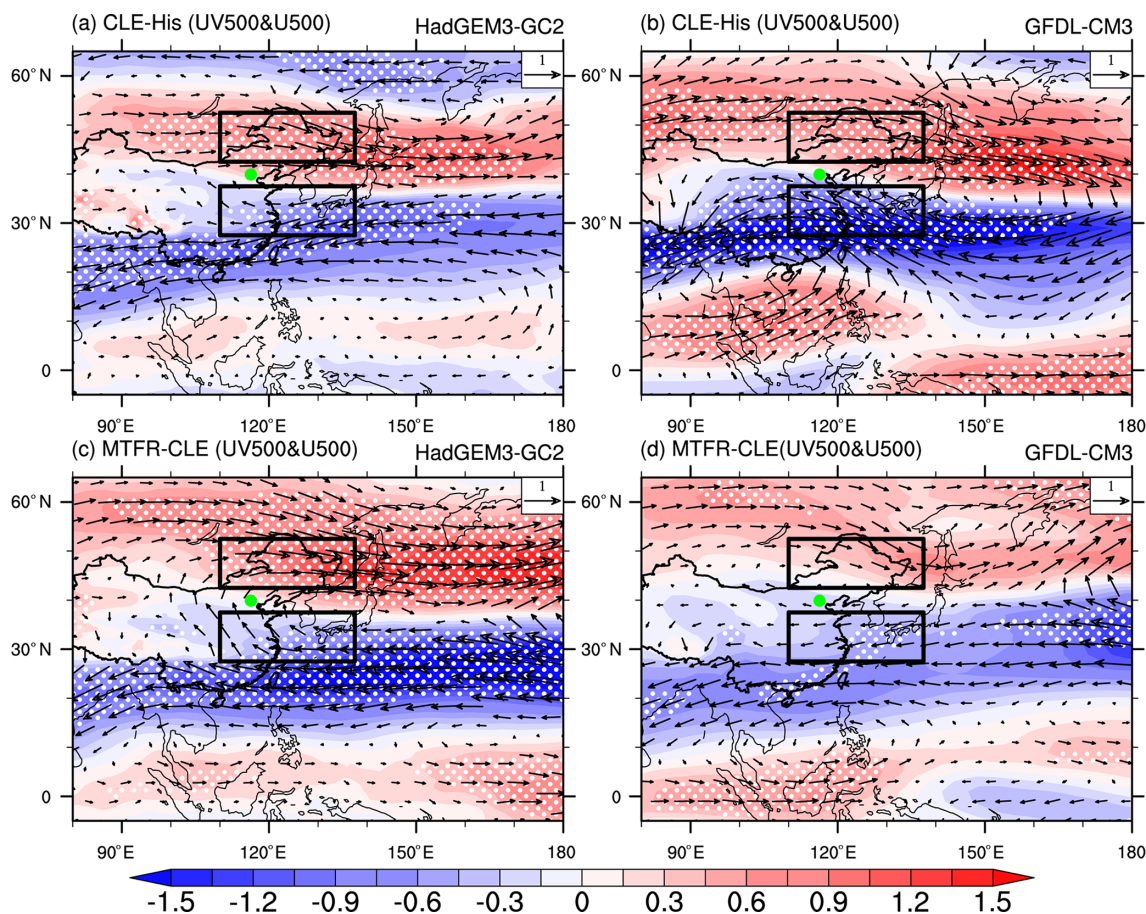 (a) CLE-His (UV500&U500) HadGEM3-GC2
1
60°N
30°N
0
90°E 120°E 150°E 180
(b) CLE-His (UV500&U500) GFDL-CM3
1
60°N
30°N
0
90°E 120°E 150°E 180
(c) MTFR-CLE (UV500&U500) HadGEM3-GC2
1
60°N
30°N
0
90°E 120°E 150°E 180
(d) MTFR-CLE(UV500&U500) GFDL-CM3
1
60°N
30°N
0
90°E 120°E 150°E 180
-1.5 -1.2 -0.9 -0.6 -0.3 0 0.3 0.6 0.9 1.2 1.5